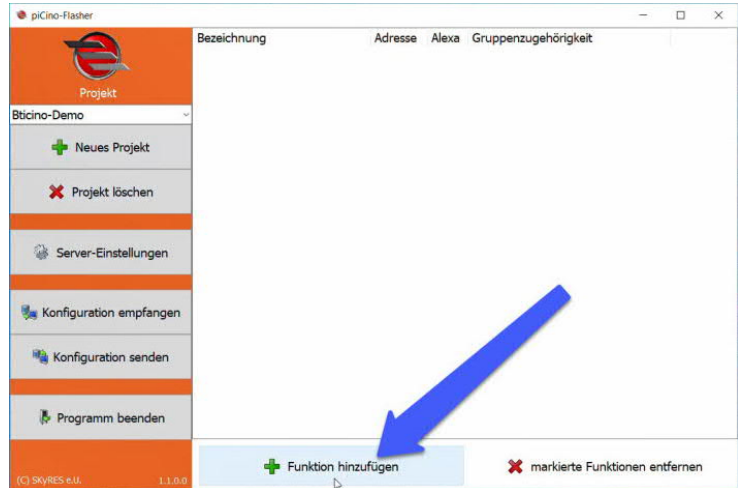 piCino-Flasher
Projekt
Bticino-Demo
Neues Projekt
Projekt löschen
Server-Einstellungen
Konfiguration empfangen
Konfiguration senden
Programm beenden
(C) SKyRES e.U. 1.1.0.0
Bezeichnung Adresse Alexa Gruppenzugehörigkeit
Funktion hinzufügen markierte Funktionen entfernen